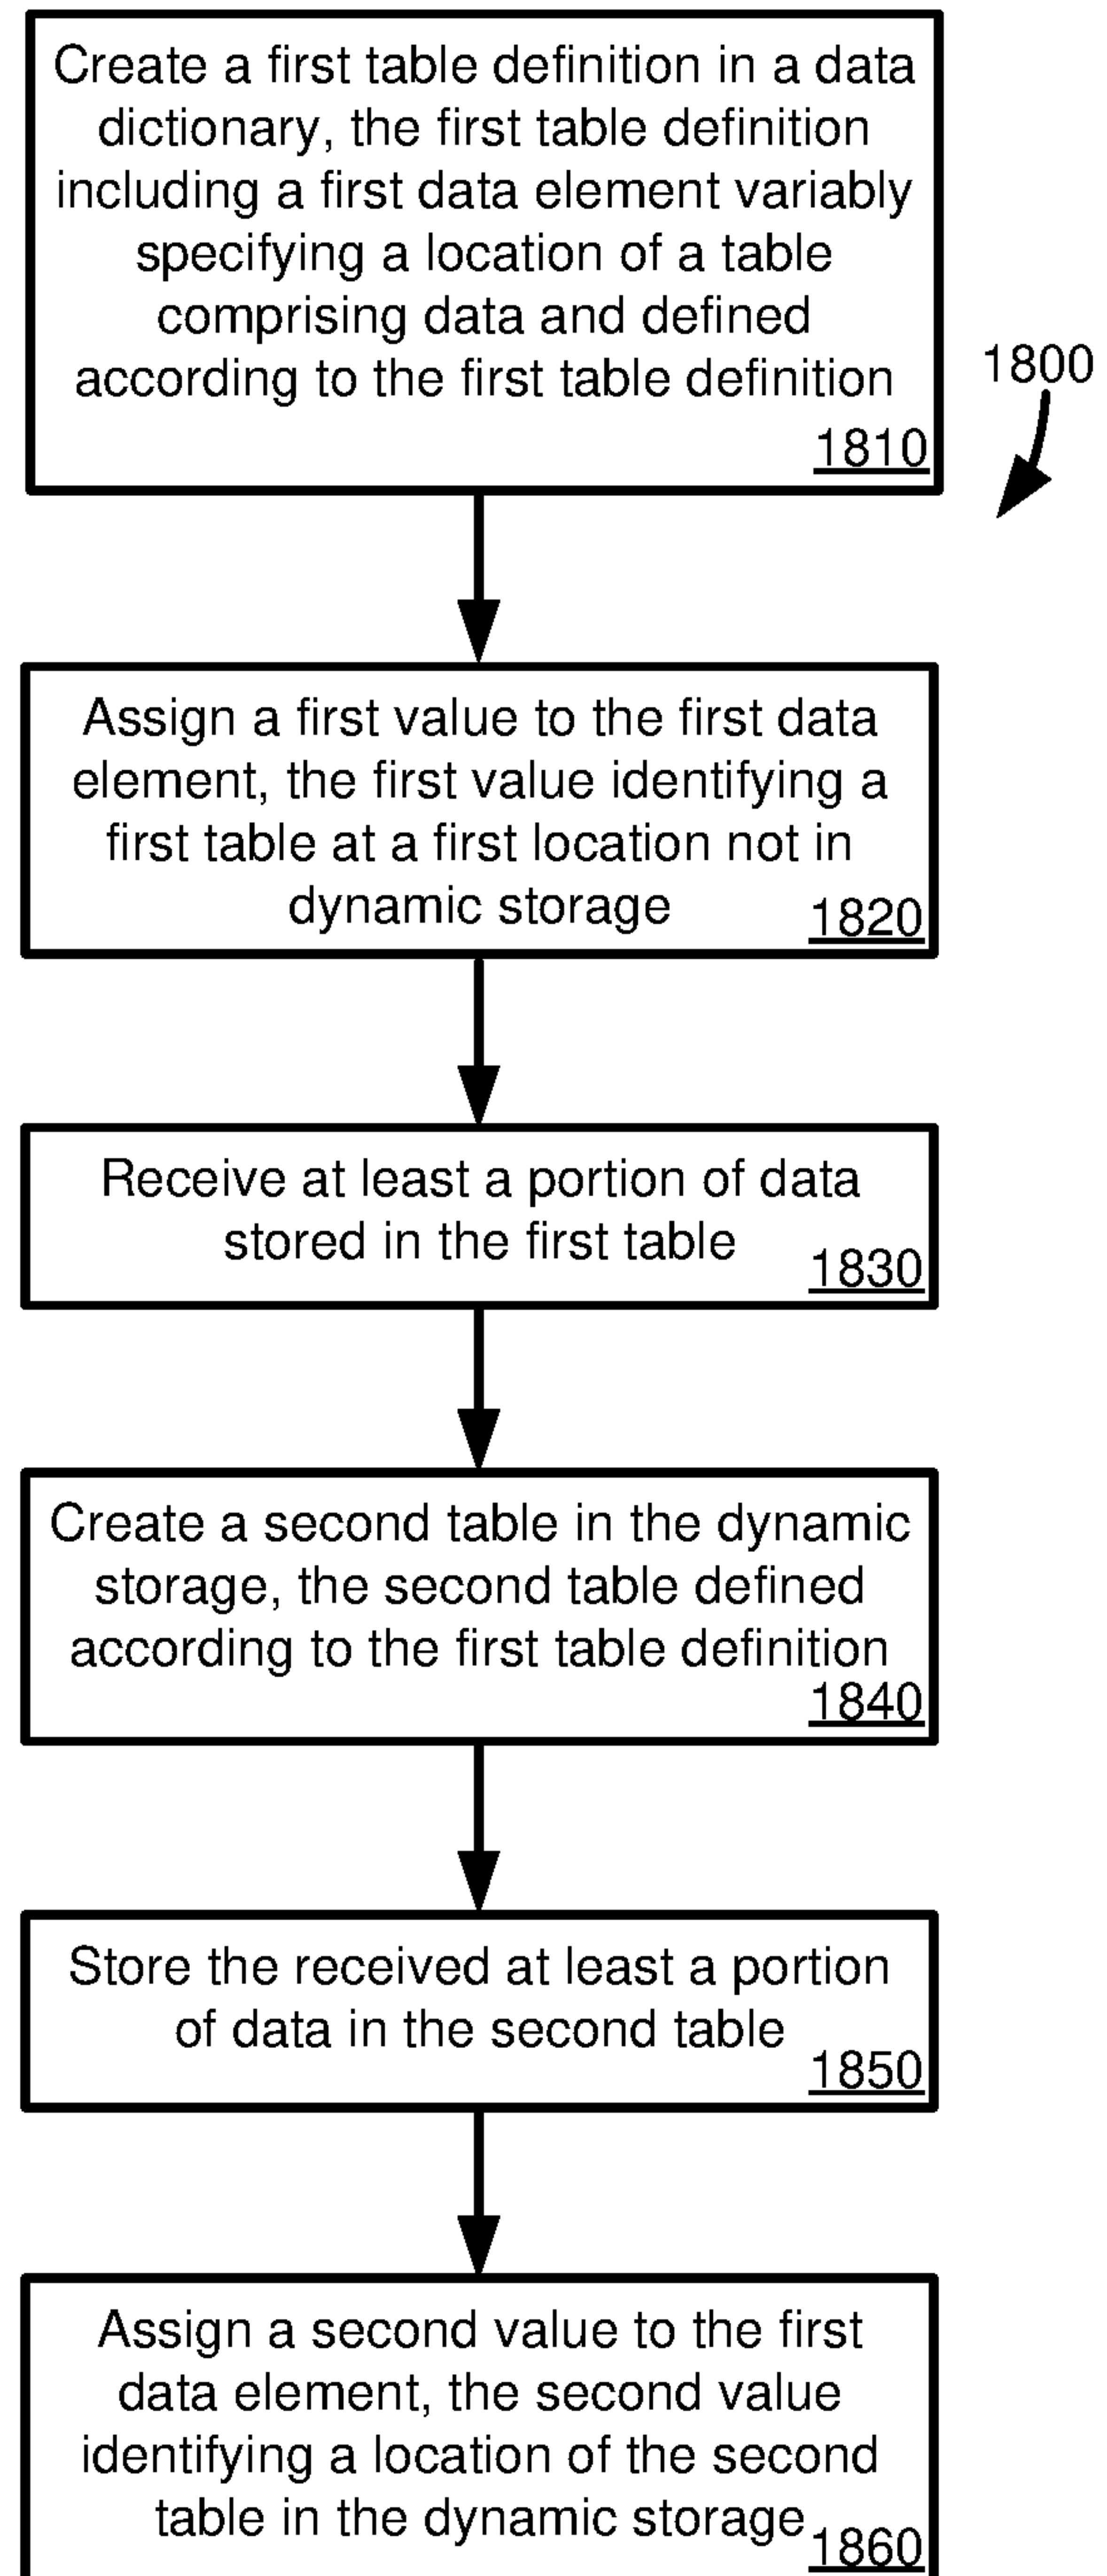 Create a first table definition in a data
dictionary, the first table definition
including a first data element variably
specifying a location of a table
comprising data and defined
according to the first table definition
1810
1800
Assign a first value to the first data
element, the first value identifying a
first table at a first location not in
dynamic storage
1820
Receive at least a portion of data
stored in the first table
1830
Create a second table in the dynamic
storage, the second table defined
according to the first table definition
1840
Store the received at least a portion
of data in the second table
1850
Assign a second value to the first
data element, the second value
identifying a location of the second
table in the dynamic storage
1860